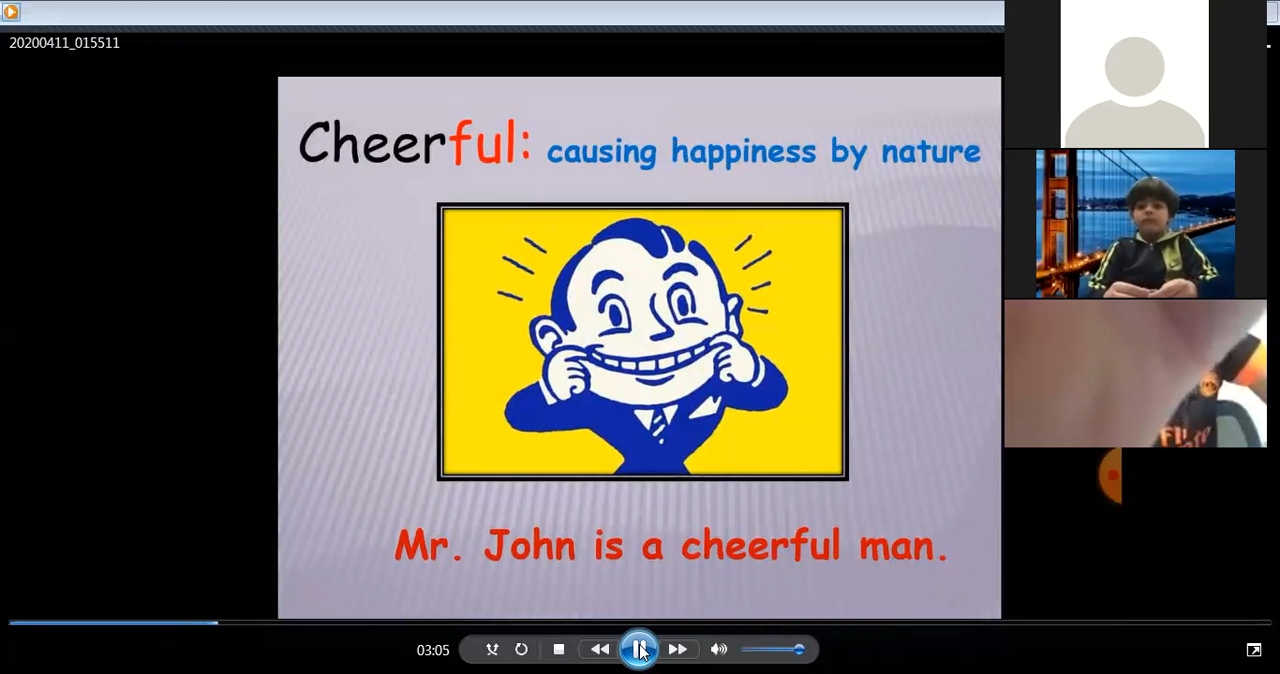 20200411_015511
Cheerful: causing happiness by nature
Mr. John is a cheerful man.
03:05